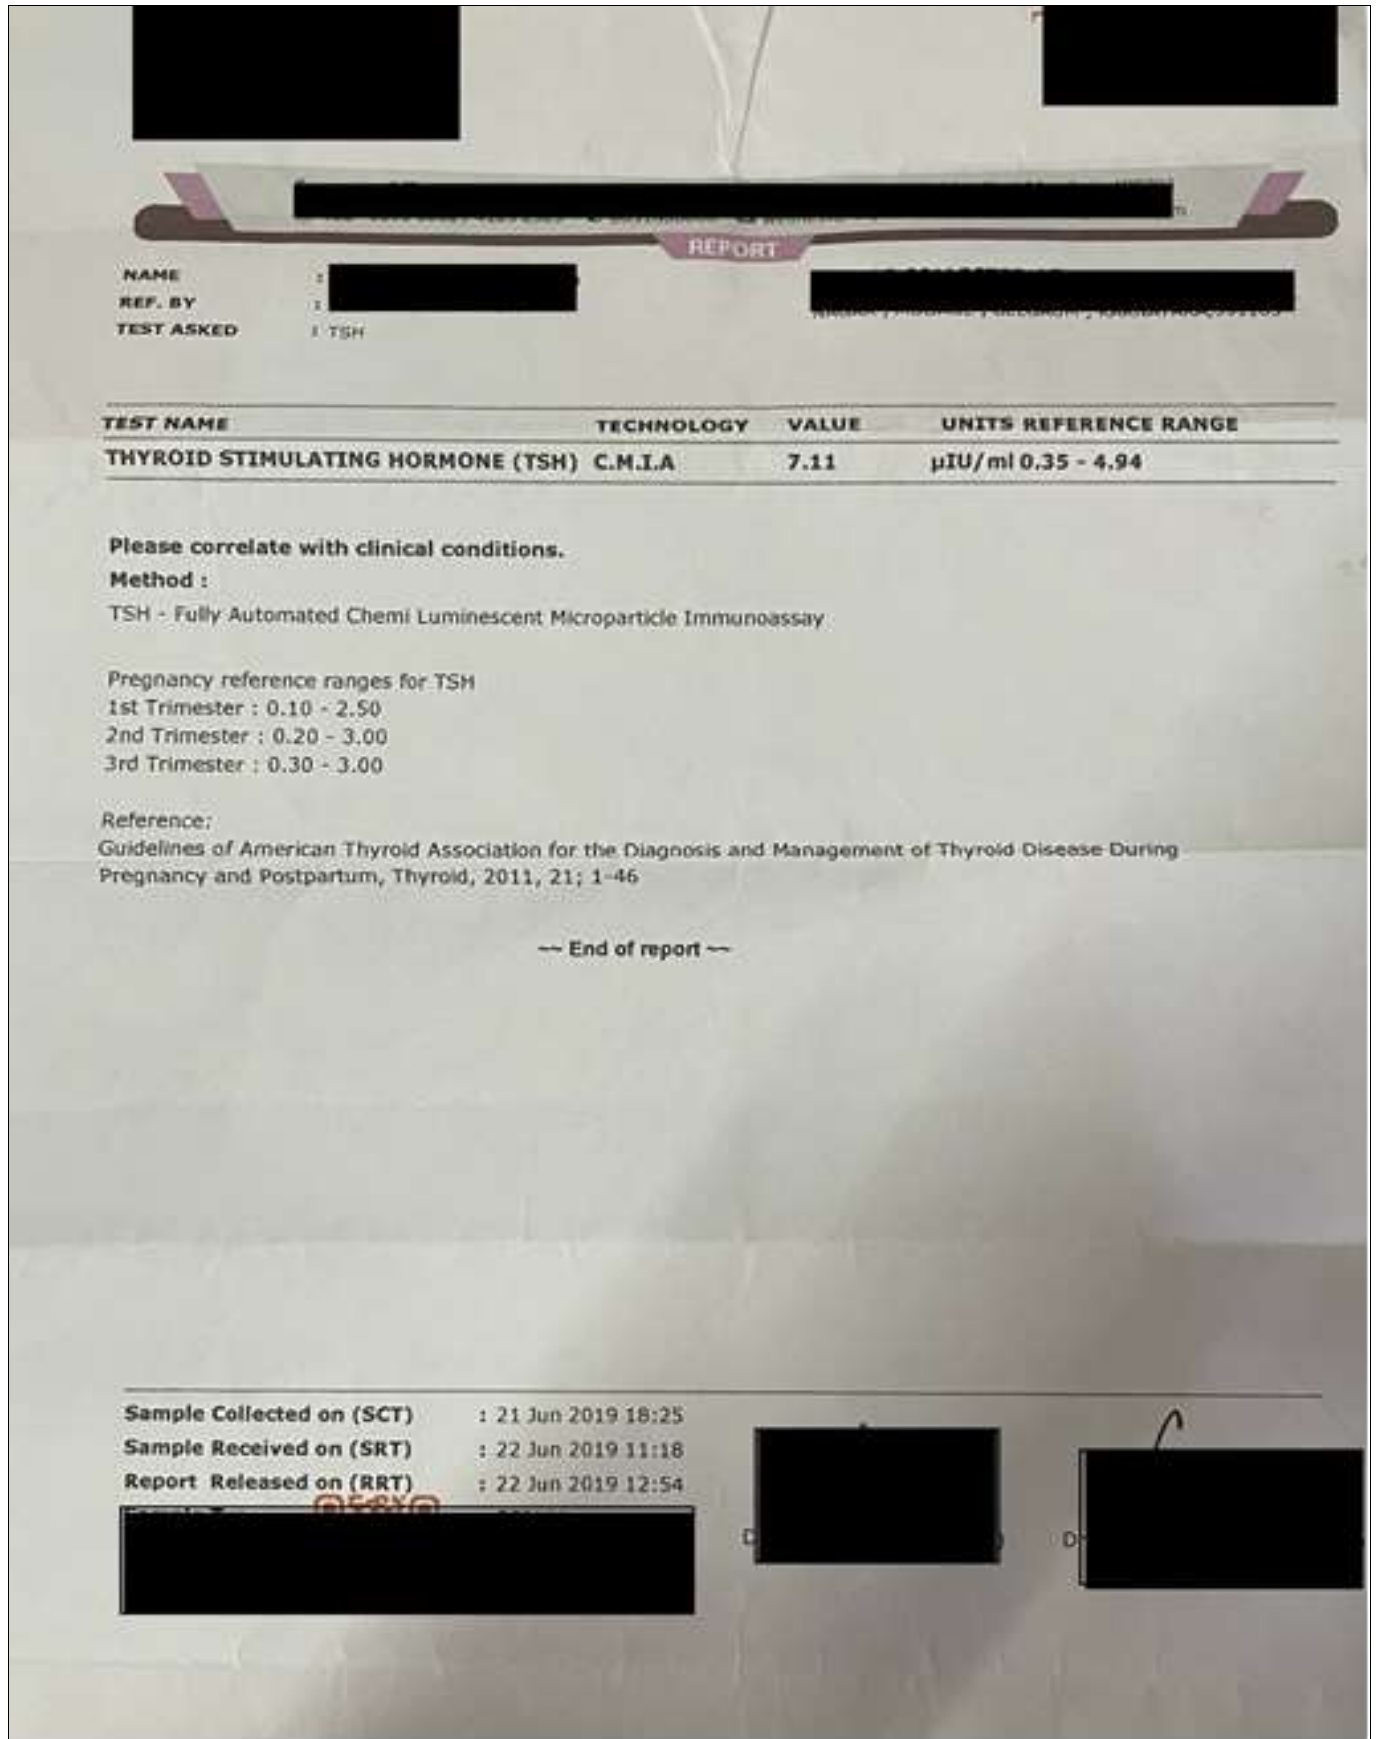 REPORT
NAME :
REF. BY :
TEST ASKED : TSH
TEST NAME TECHNOLOGY VALUE UNITS REFERENCE RANGE
THYROID STIMULATING HORMONE (TSH) C.M.I.A 7.11 µIU/ml 0.35 - 4.94
Please correlate with clinical conditions.
Method :
TSH - Fully Automated Chemi Luminescent Microparticle Immunoassay
Pregnancy reference ranges for TSH
1st Trimester : 0.10 - 2.50
2nd Trimester : 0.20 - 3.00
3rd Trimester : 0.30 - 3.00
Reference:
Guidelines of American Thyroid Association for the Diagnosis and Management of Thyroid Disease During
Pregnancy and Postpartum, Thyroid, 2011, 21; 1-46
~~ End of report ~~
Sample Collected on (SCT) : 21 Jun 2019 18:25
Sample Received on (SRT) : 22 Jun 2019 11:18
Report Released on (RRT) : 22 Jun 2019 12:54